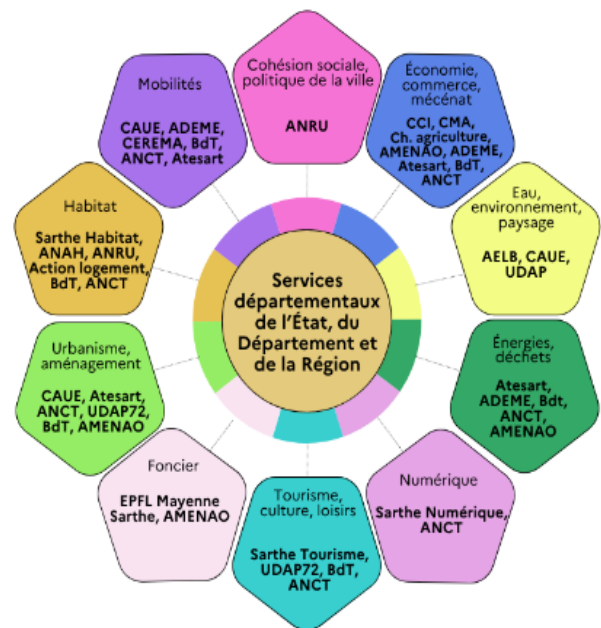 Cohésion sociale,
politique de la ville
ANRU
Économie,
commerce,
mécénat
CCI, CMA,
Ch. agriculture,
AMENAO, ADEME,
Atesart, BdT,
ANCT
Eau,
environnement,
paysage
AELB, CAUE,
UDAP
Énergies,
déchets
Atesart,
ADEME, Bdt,
ANCT,
AMENAO
Numérique
Sarthe Numérique,
ANCT
Tourisme,
culture, loisirs
Sarthe Tourisme,
UDAP72, BdT,
ANCT
Foncier
EPFL Mayenne
Sarthe, AMENAO
Urbanisme,
aménagement
CAUE, Atesart,
ANCT, UDAP72,
BdT, AMENAO
Habitat
Sarthe Habitat,
ANAH, ANRU,
Action logement,
BdT, ANCT
Mobilités
CAUE, ADEME,
CEREMA, BdT,
ANCT, Atesart
Services
départementaux
de l'État, du
Département et
de la Région